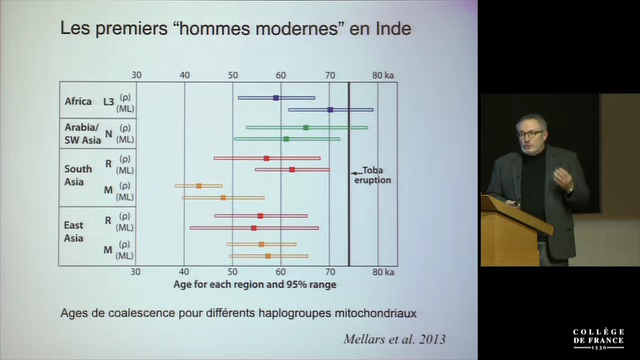 Les premiers “hommes modernes” en Inde
30 40 50 60 70 80 ka
Africa L3 (ρ)
(ML)
Arabia/
SW Asia N (ρ)
(ML)
South
Asia R (ρ)
(ML)
M (ρ)
(ML)
Toba
eruption
East
Asia R (ρ)
(ML)
M (ρ)
(ML)
30 40 50 60 70 80 ka
Age for each region and 95% range
Ages de coalescence pour différents haplogroupes mitochondriaux
Mellars et al. 2013
COLLÈGE
DE FRANCE
1530